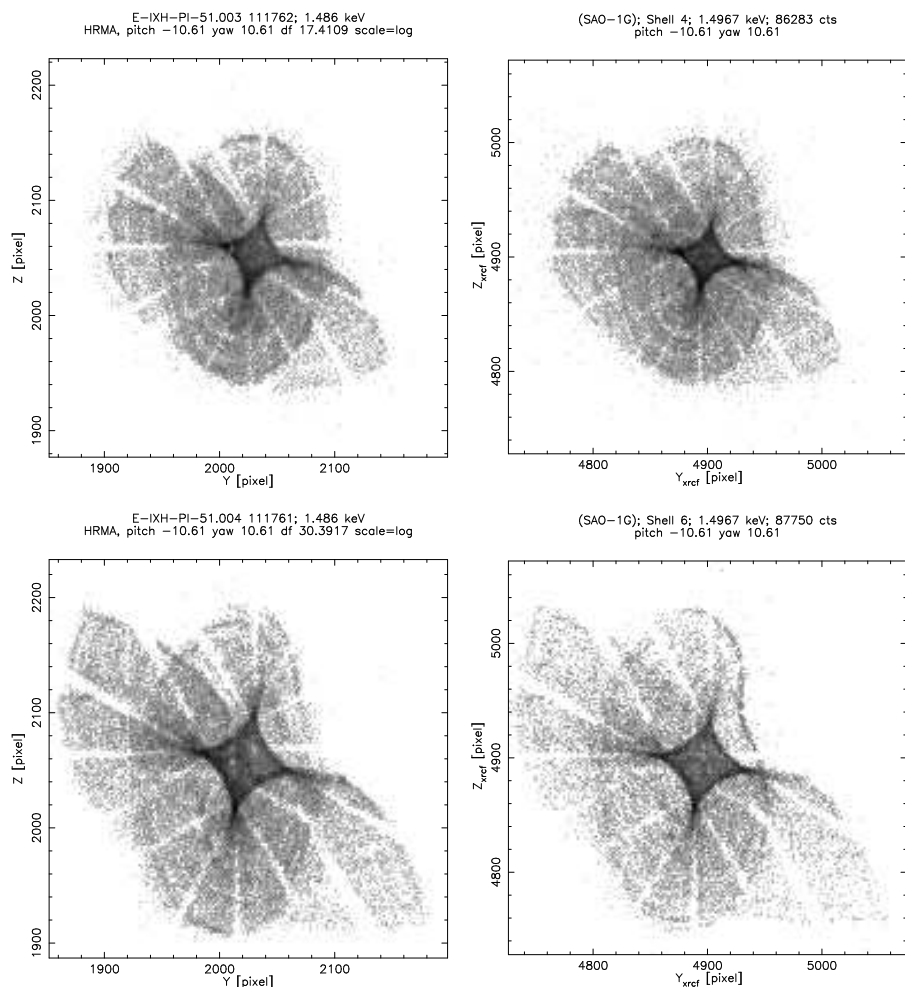 E-IXH-PI-51.003 111762; 1.486 keV
HRMA, pitch -10.61 yaw 10.61 df 17.4109 scale=log
2200
2100
2000
1900
Z [pixel]
1900 2000 2100
Y [pixel]
(SAO-1G); Shell 4; 1.4967 keV; 86283 cts
pitch -10.61 yaw 10.61
5000
4900
4800
Zxrcf [pixel]
4800 4900 5000
Yxrcf [pixel]
E-IXH-PI-51.004 111761; 1.486 keV
HRMA, pitch -10.61 yaw 10.61 df 30.3917 scale=log
2200
2100
2000
1900
Z [pixel]
1900 2000 2100
Y [pixel]
(SAO-1G); Shell 6; 1.4967 keV; 87750 cts
pitch -10.61 yaw 10.61
5000
4900
4800
Zxrcf [pixel]
4800 4900 5000
Yxrcf [pixel]